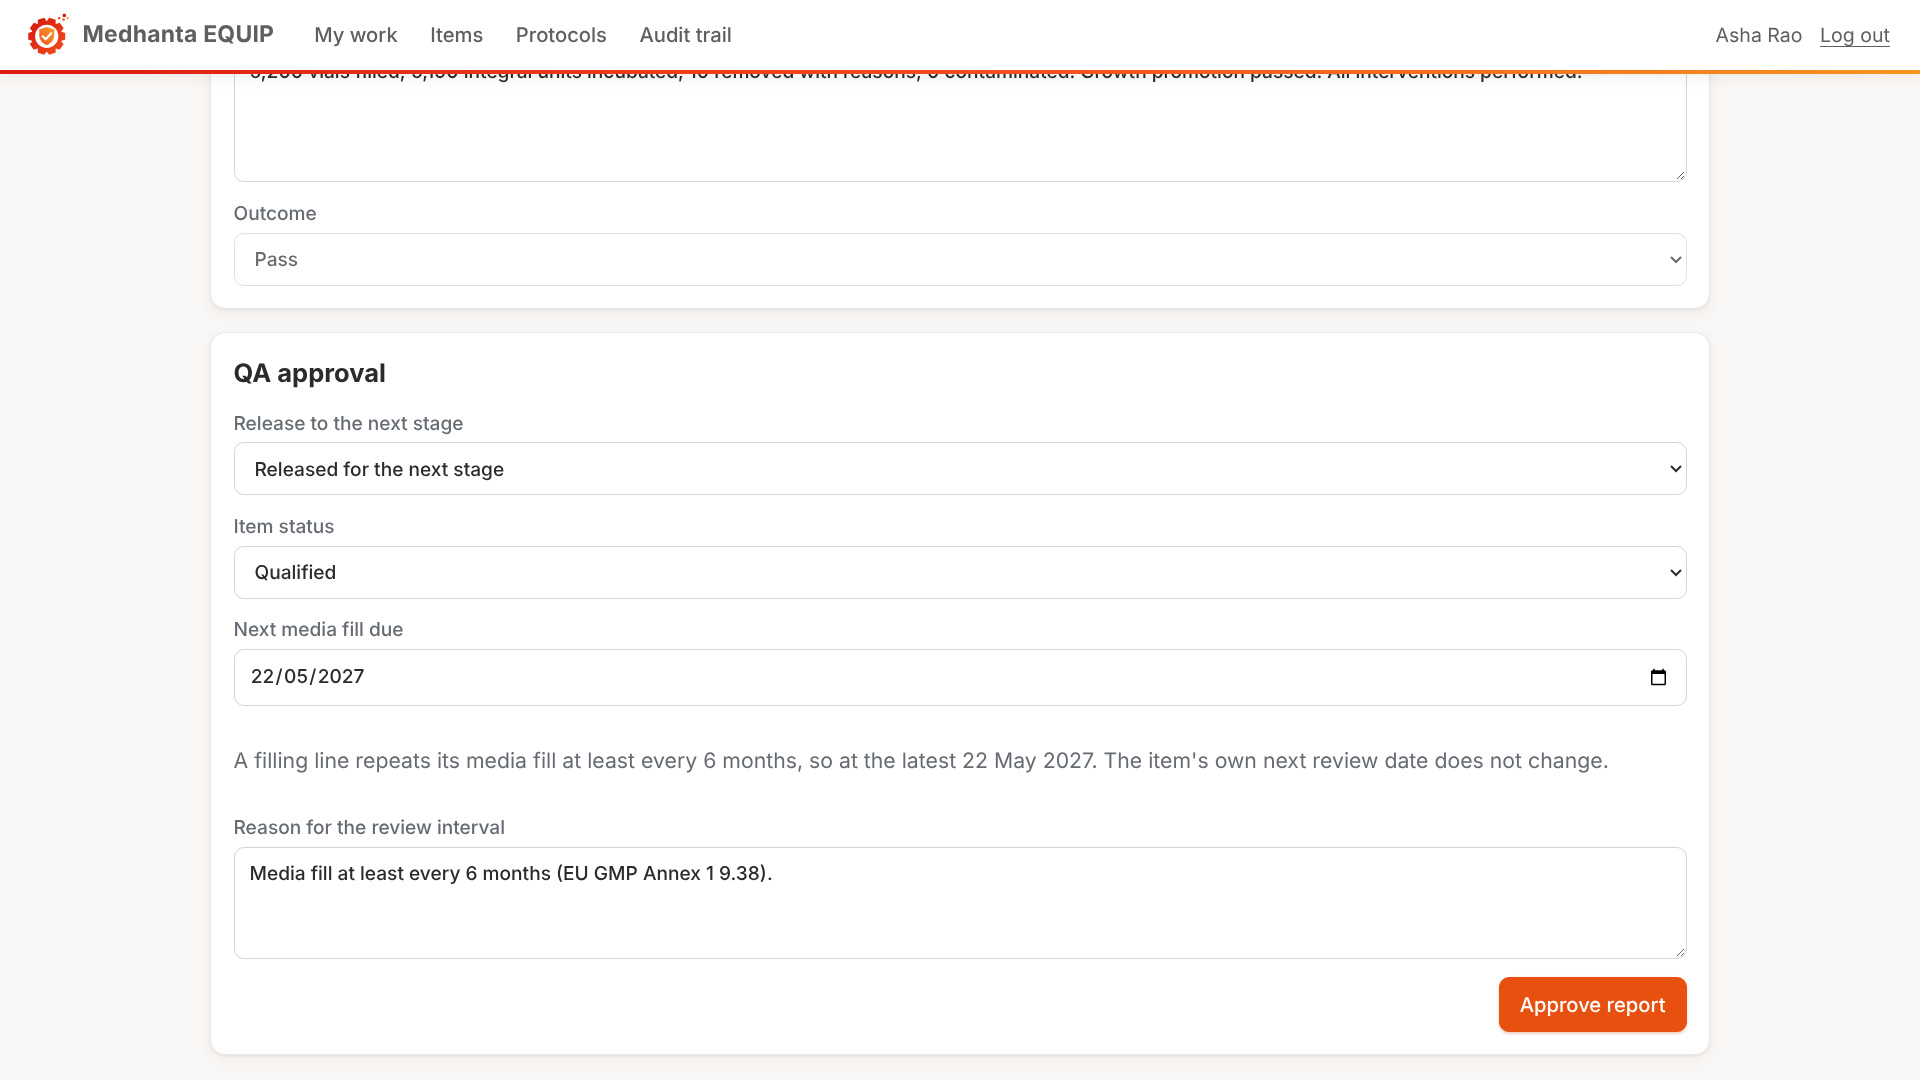 Medhanta EQUIP
My work
Items
Protocols
Audit trail
Asha Rao
Log out
Outcome
Pass
QA approval
Release to the next stage
Released for the next stage
Item status
Qualified
Next media fill due
22/05/2027
A filling line repeats its media fill at least every 6 months, so at the latest 22 May 2027. The item's own next review date does not change.
Reason for the review interval
Media fill at least every 6 months (EU GMP Annex 1 9.38).
Approve report